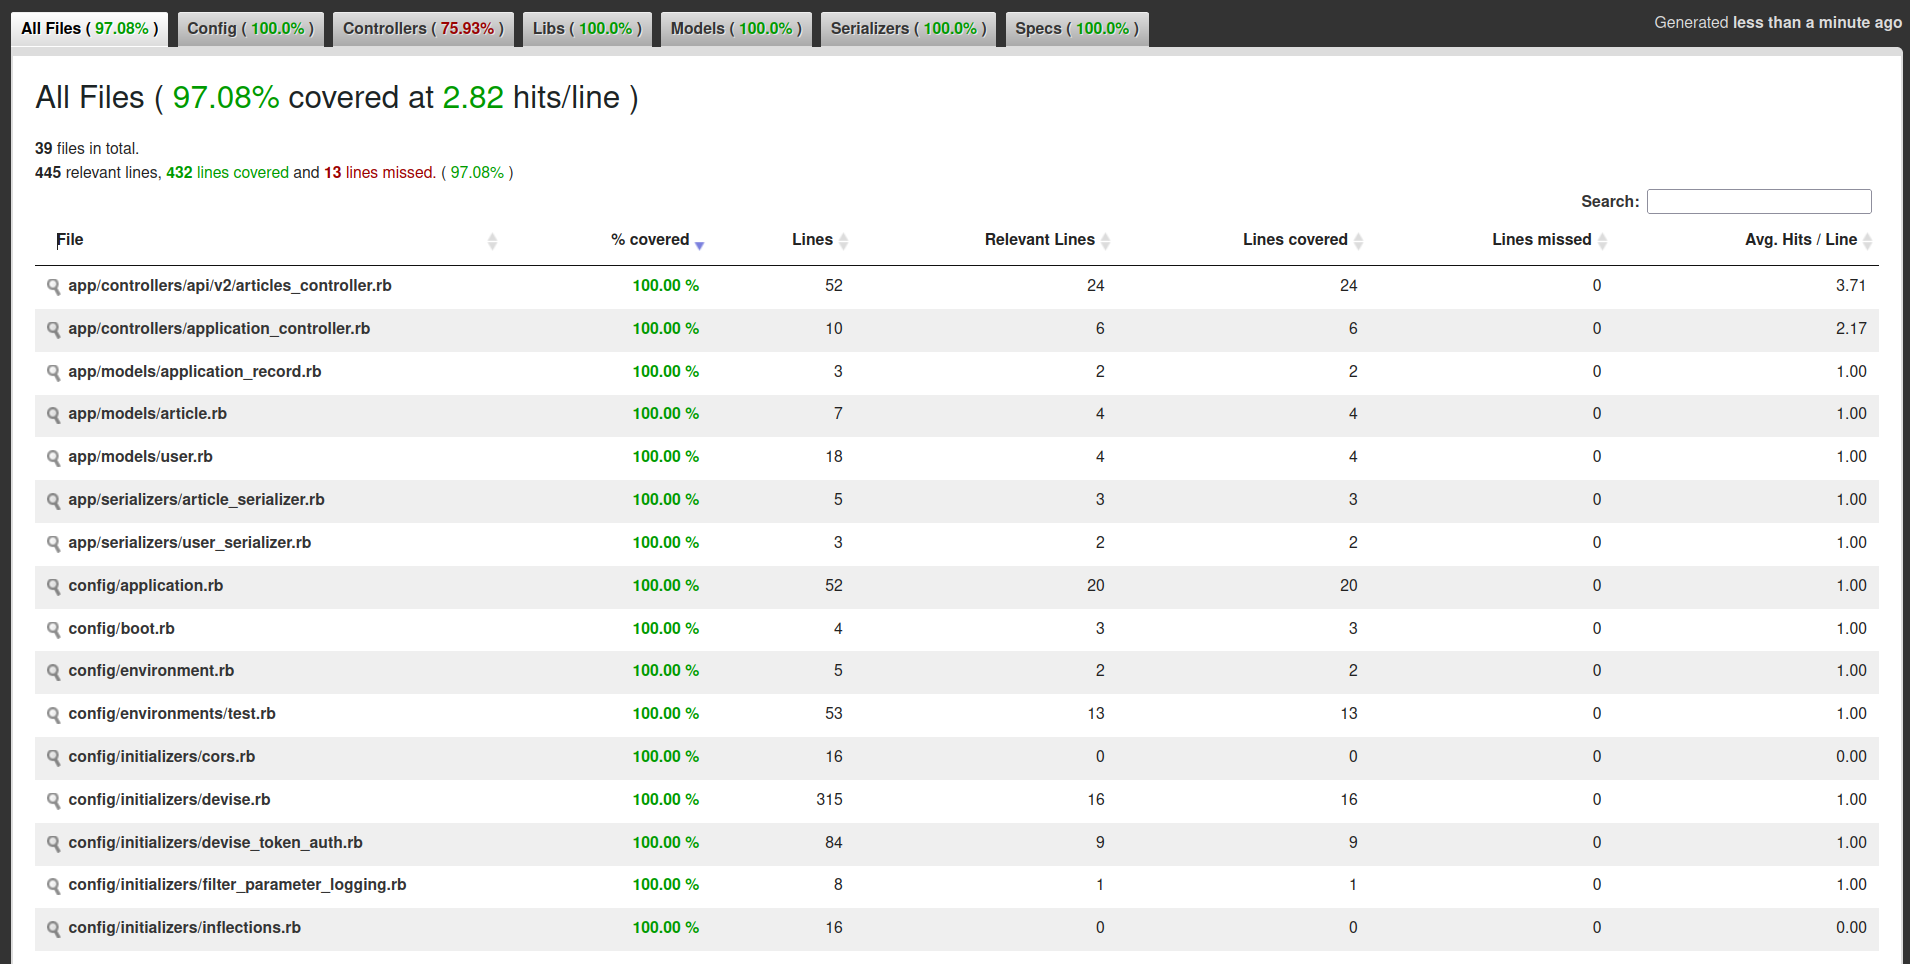 All Files ( 97.08% ) Config ( 100.0% ) Controllers ( 75.93% ) Libs ( 100.0% ) Models ( 100.0% ) Serializers ( 100.0% ) Specs ( 100.0% ) Generated less than a minute ago
All Files ( 97.08% covered at 2.82 hits/line )
39 files in total.
445 relevant lines, 432 lines covered and 13 lines missed. ( 97.08% )
Search:
File % covered Lines Relevant Lines Lines covered Lines missed Avg. Hits / Line
app/controllers/api/v2/articles_controller.rb 100.00 % 52 24 24 0 3.71
app/controllers/application_controller.rb 100.00 % 10 6 6 0 2.17
app/models/application_record.rb 100.00 % 3 2 2 0 1.00
app/models/article.rb 100.00 % 7 4 4 0 1.00
app/models/user.rb 100.00 % 18 4 4 0 1.00
app/serializers/article_serializer.rb 100.00 % 5 3 3 0 1.00
app/serializers/user_serializer.rb 100.00 % 3 2 2 0 1.00
config/application.rb 100.00 % 52 20 20 0 1.00
config/boot.rb 100.00 % 4 3 3 0 1.00
config/environment.rb 100.00 % 5 2 2 0 1.00
config/environments/test.rb 100.00 % 53 13 13 0 1.00
config/initializers/cors.rb 100.00 % 16 0 0 0 0.00
config/initializers/devise.rb 100.00 % 315 16 16 0 1.00
config/initializers/devise_token_auth.rb 100.00 % 84 9 9 0 1.00
config/initializers/filter_parameter_logging.rb 100.00 % 8 1 1 0 1.00
config/initializers/inflections.rb 100.00 % 16 0 0 0 0.00